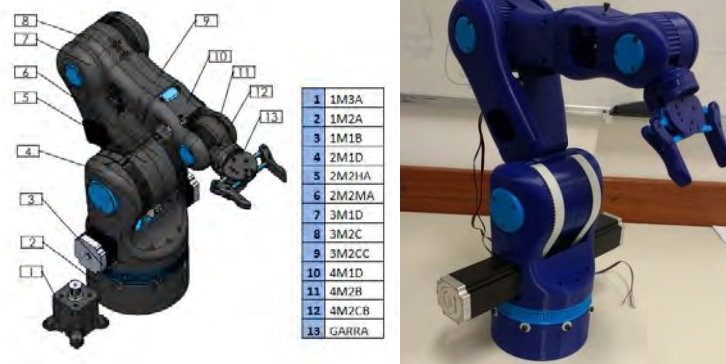 8
7
6
5
4
3
2
1
9
10
11
12
13
1 1M3A
2 1M2A
3 1M1B
4 2M1D
5 2M2HA
6 2M2MA
7 3M1D
8 3M2C
9 3M2CC
10 4M1D
11 4M2B
12 4M2CB
13 GARRA